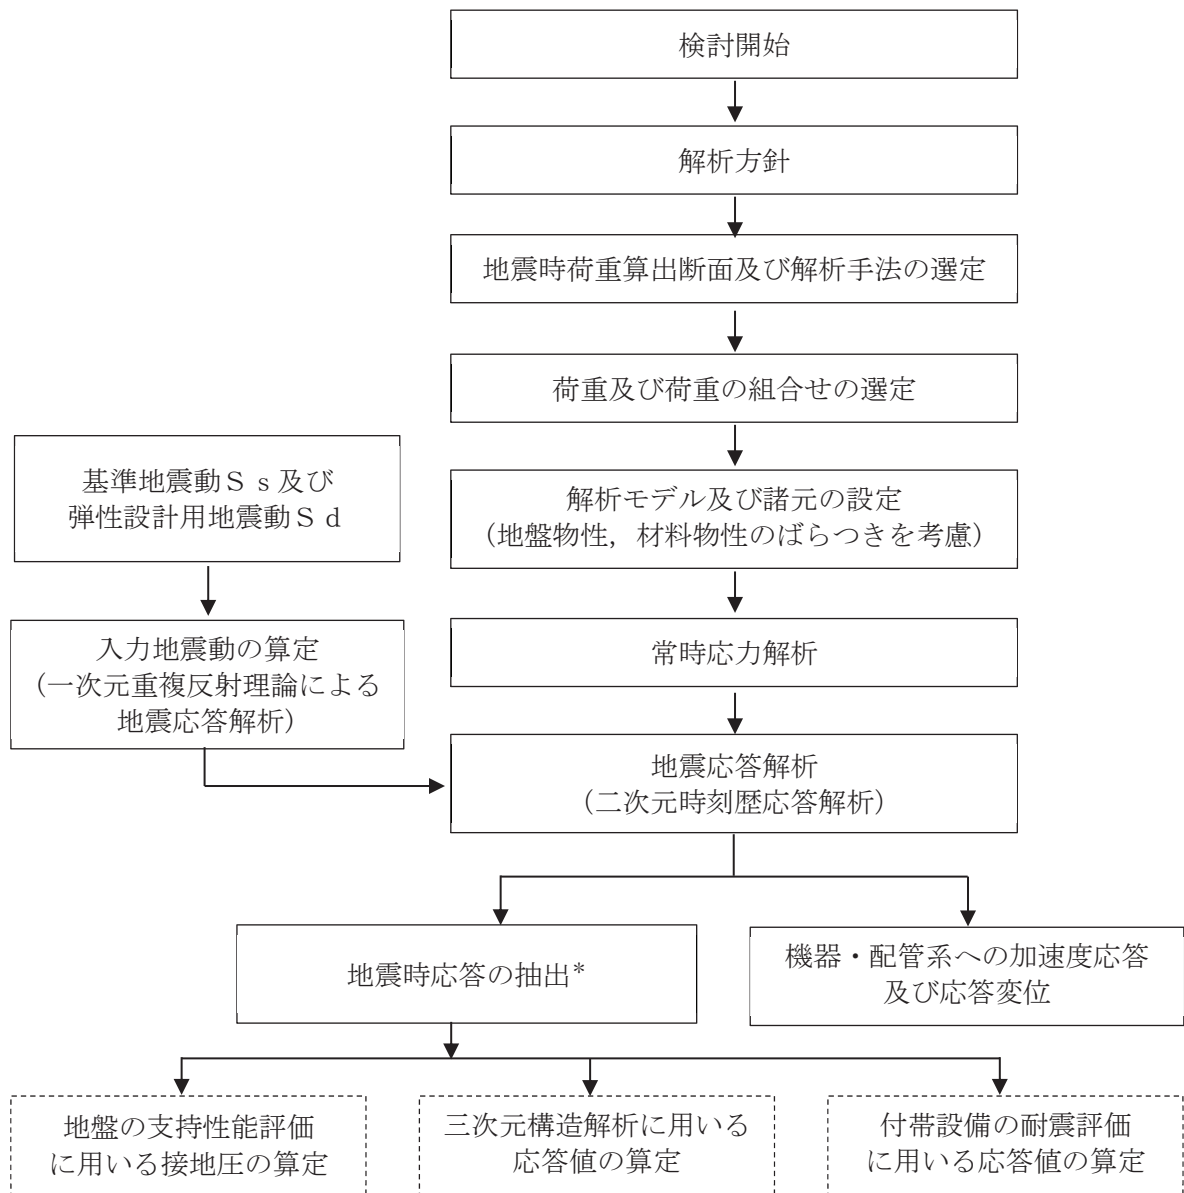 検討開始
解析方針
地震時荷重算出断面及び解析手法の選定
荷重及び荷重の組合せの選定
基準地震動Ｓｓ及び
弾性設計用地震動Ｓｄ
解析モデル及び諸元の設定
（地盤物性，材料物性のばらつきを考慮）
入力地震動の算定
（一次元重複反射理論による
地震応答解析）
常時応力解析
地震応答解析
（二次元時刻歴応答解析）
地震時応答の抽出*
機器・配管系への加速度応答
及び応答変位
地盤の支持性能評価
に用いる接地圧の算定
三次元構造解析に用いる
応答値の算定
付帯設備の耐震評価
に用いる応答値の算定